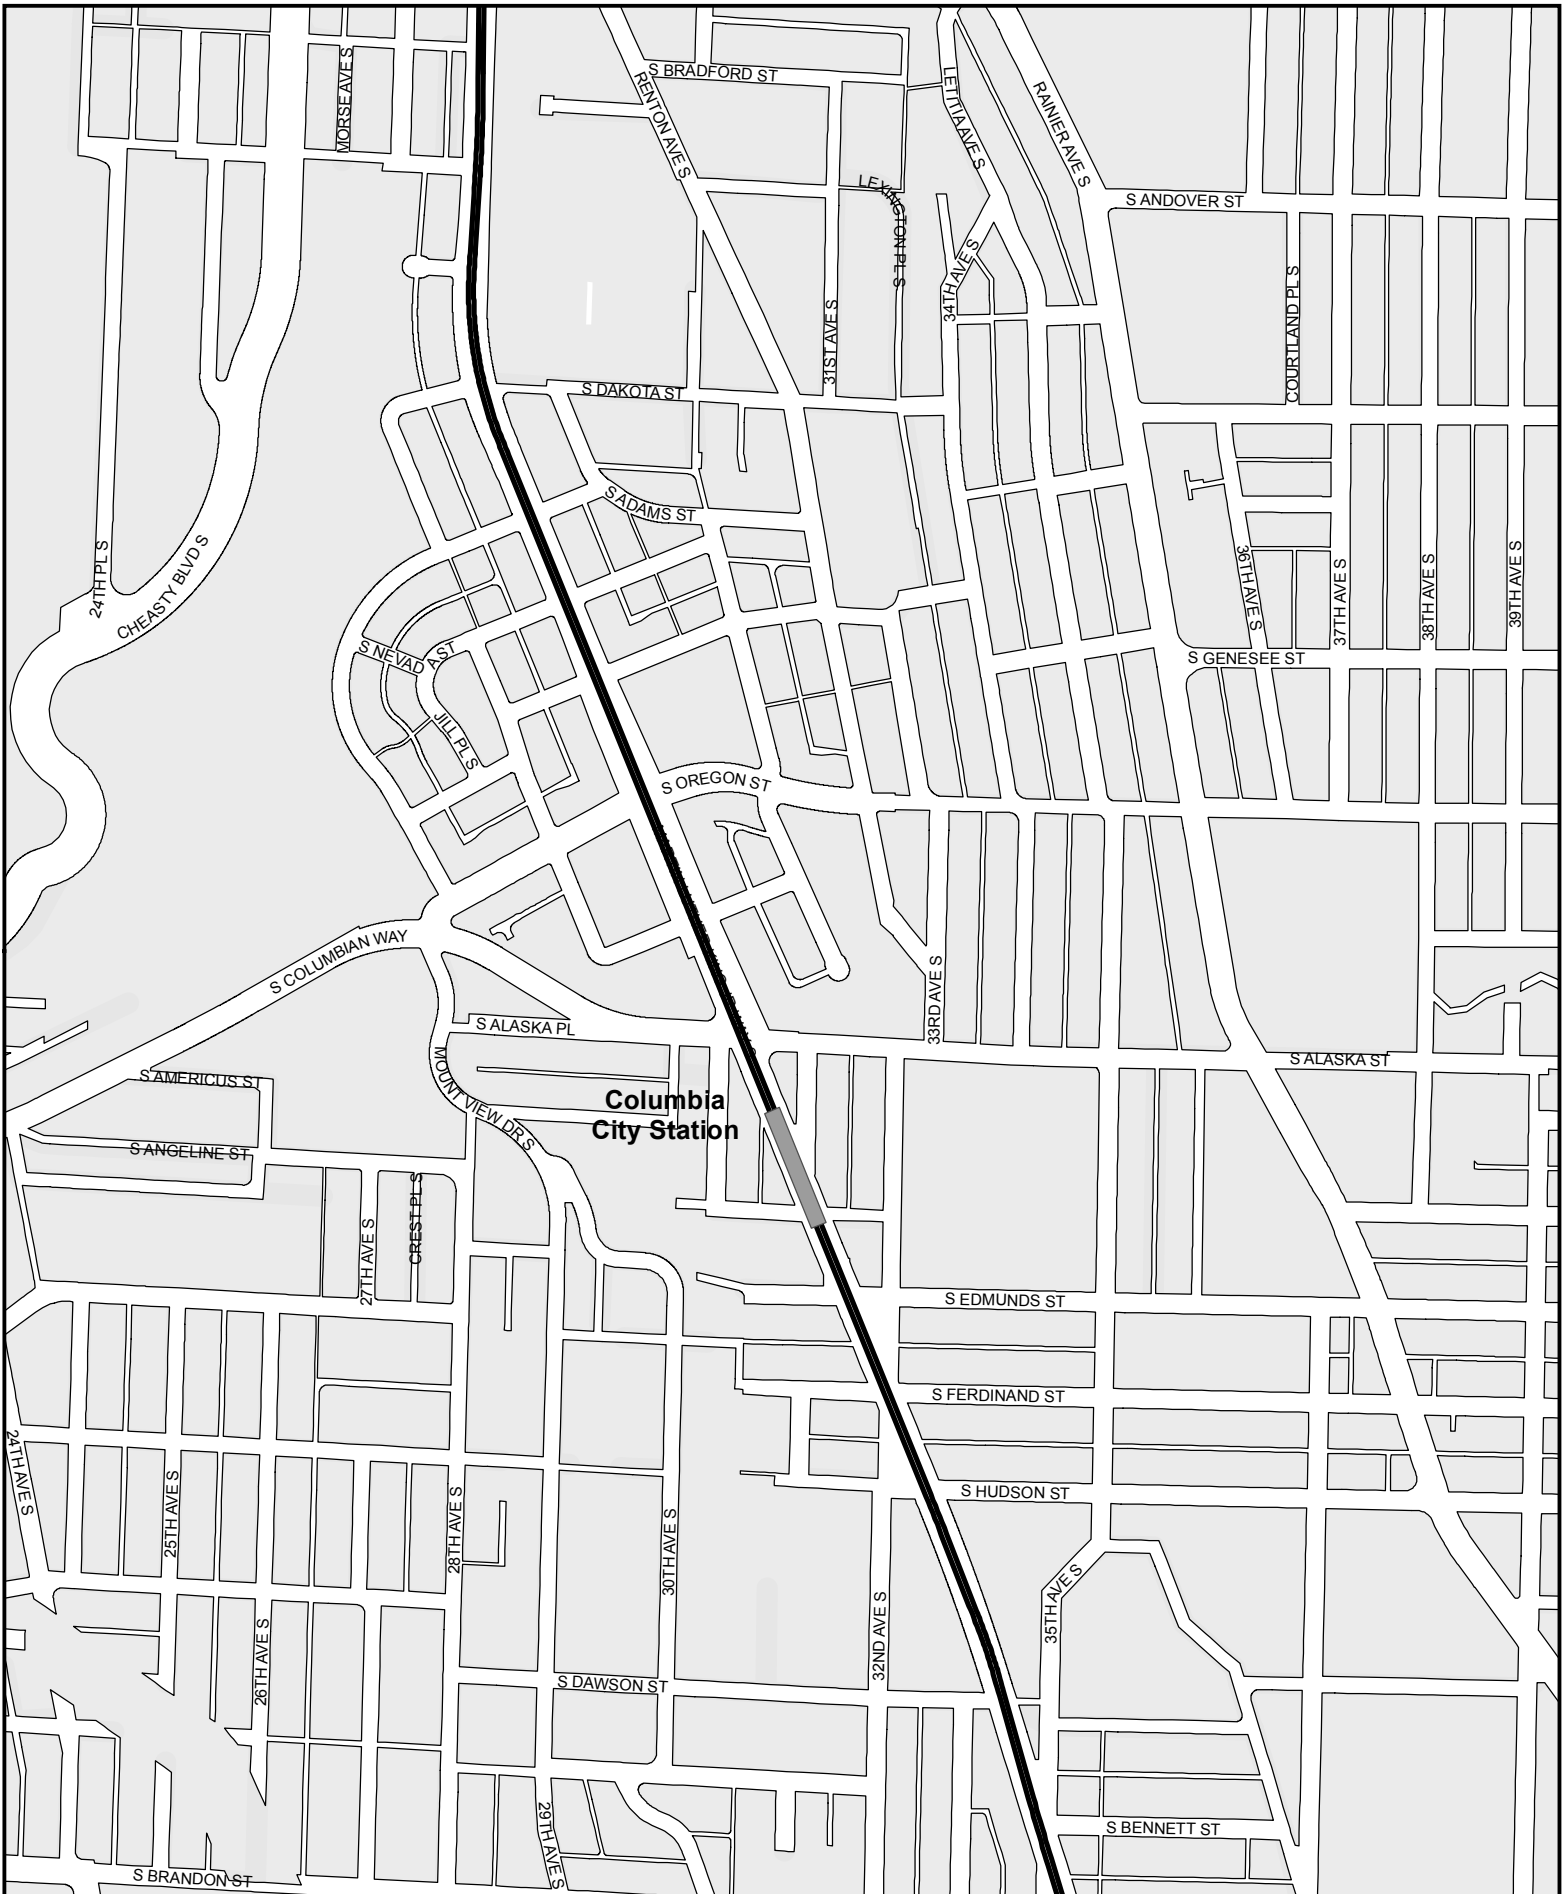 MORSE AVE S
S BRADFORD ST
RENTON AVE S
LETITIA AVE S
RAINIER AVE S
LEXINGTON PL S
S ANDOVER ST
34TH AVE S
31ST AVE S
COURTLAND PL S
S DAKOTA ST
S ADAMS ST
24TH PL S
CHEASTY BLVD S
36TH AVE S
37TH AVE S
38TH AVE S
39TH AVE S
S NEVADA ST
S GENESEE ST
JILL PL S
S OREGON ST
S COLUMBIAN WAY
33RD AVE S
S ALASKA PL
S ALASKA ST
S AMERICUS ST
MOUNT VIEW DR S
Columbia
City Station
S ANGELINE ST
CREST PL S
27TH AVE S
S EDMUNDS ST
S FERDINAND ST
24TH AVE S
25TH AVE S
28TH AVE S
S HUDSON ST
30TH AVE S
35TH AVE S
32ND AVE S
26TH AVE S
S DAWSON ST
29TH AVE S
S BENNETT ST
S BRANDON ST